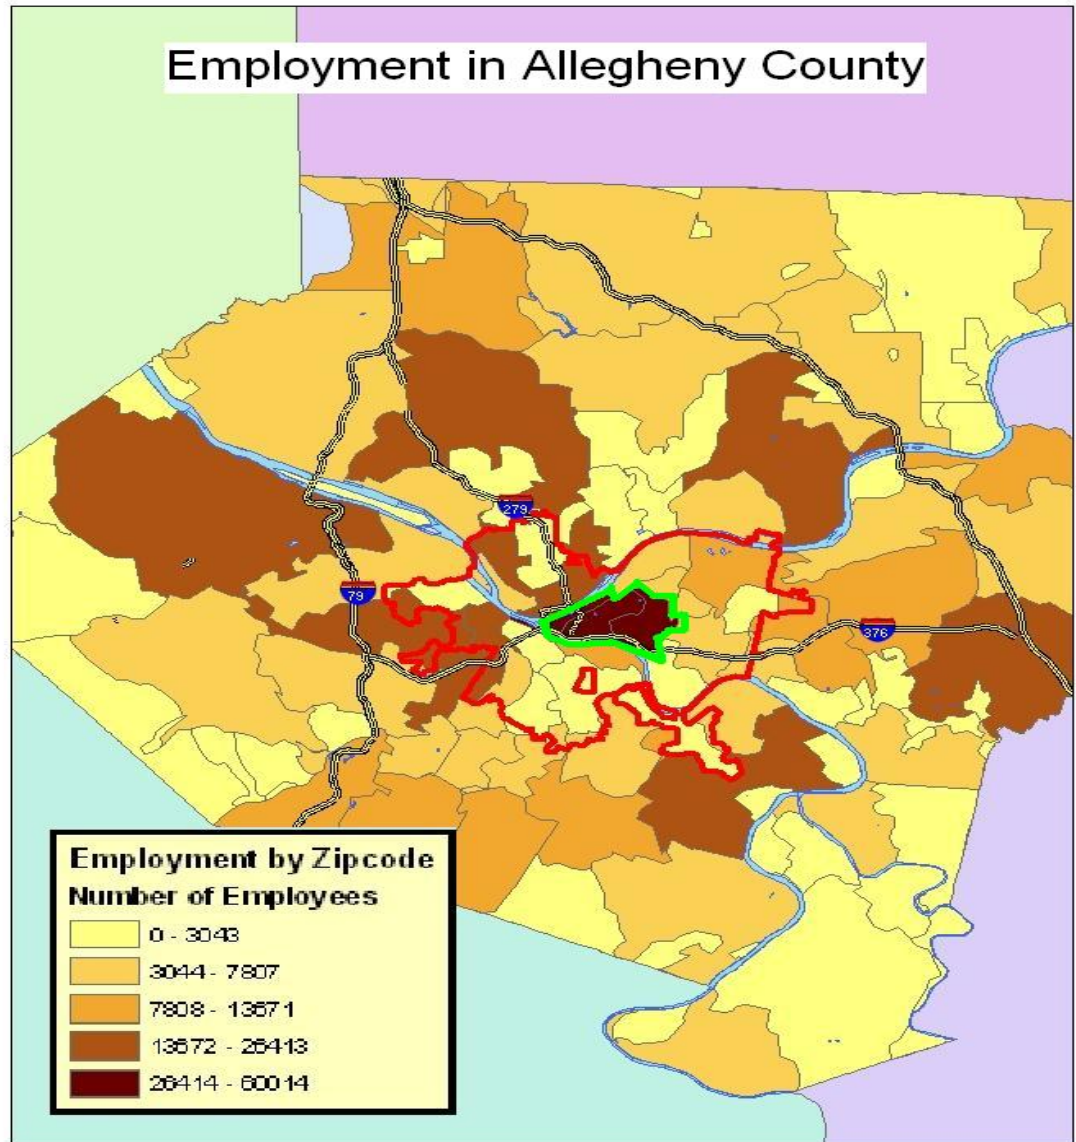 Employment in Allegheny County
279
79
376
Employment by Zipcode
Number of Employees
0 - 3043
3044 - 7807
7808 - 13671
13672 - 26413
26414 - 60014